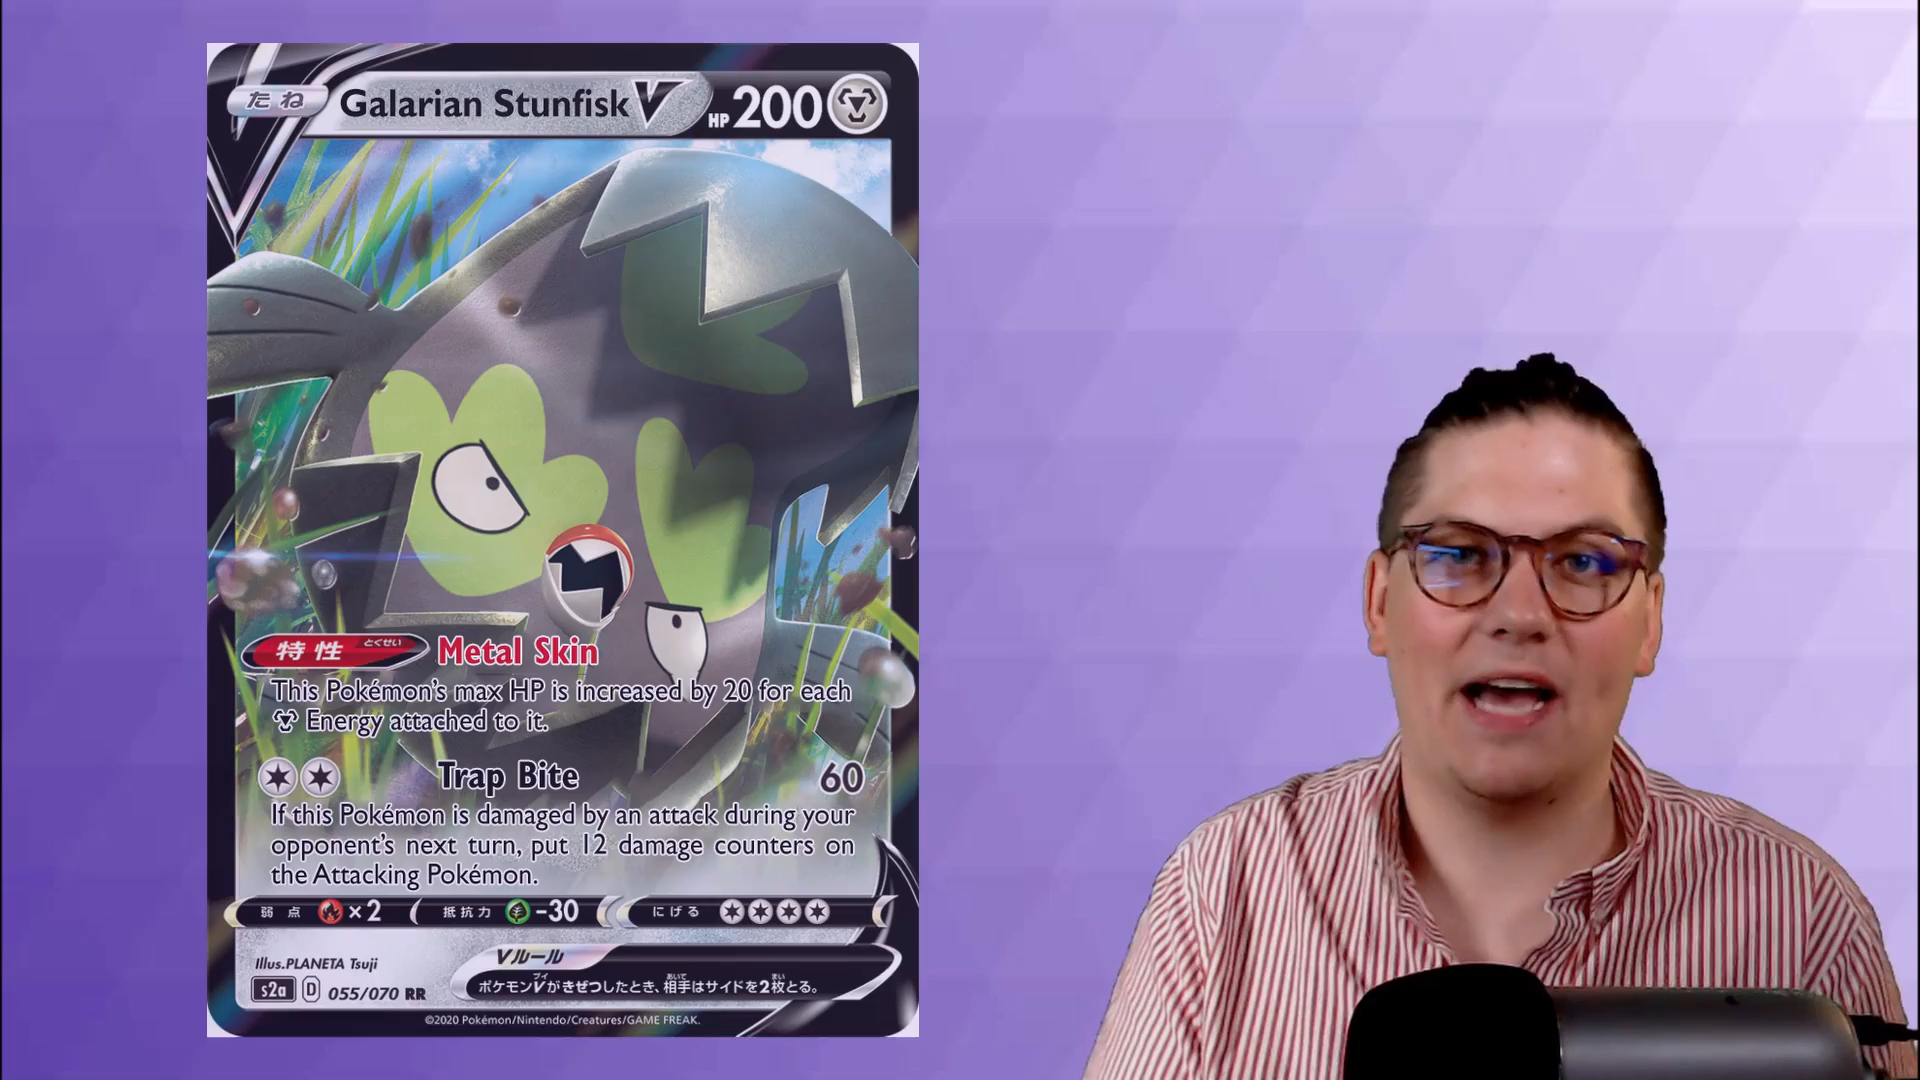 たね Galarian Stunfisk V HP 200
特性 とくせい Metal Skin
This Pokémon's max HP is increased by 20 for each
Energy attached to it.
Trap Bite 60
If this Pokémon is damaged by an attack during your
opponent's next turn, put 12 damage counters on
the Attacking Pokémon.
弱点 ×2 抵抗力 -30 にげる
Illus.PLANETA Tsuji
Vルール
s2a D 055/070 RR
ポケモンVがきぜつしたとき、相手はサイドを2枚とる。
©2020 Pokémon/Nintendo/Creatures/GAME FREAK.